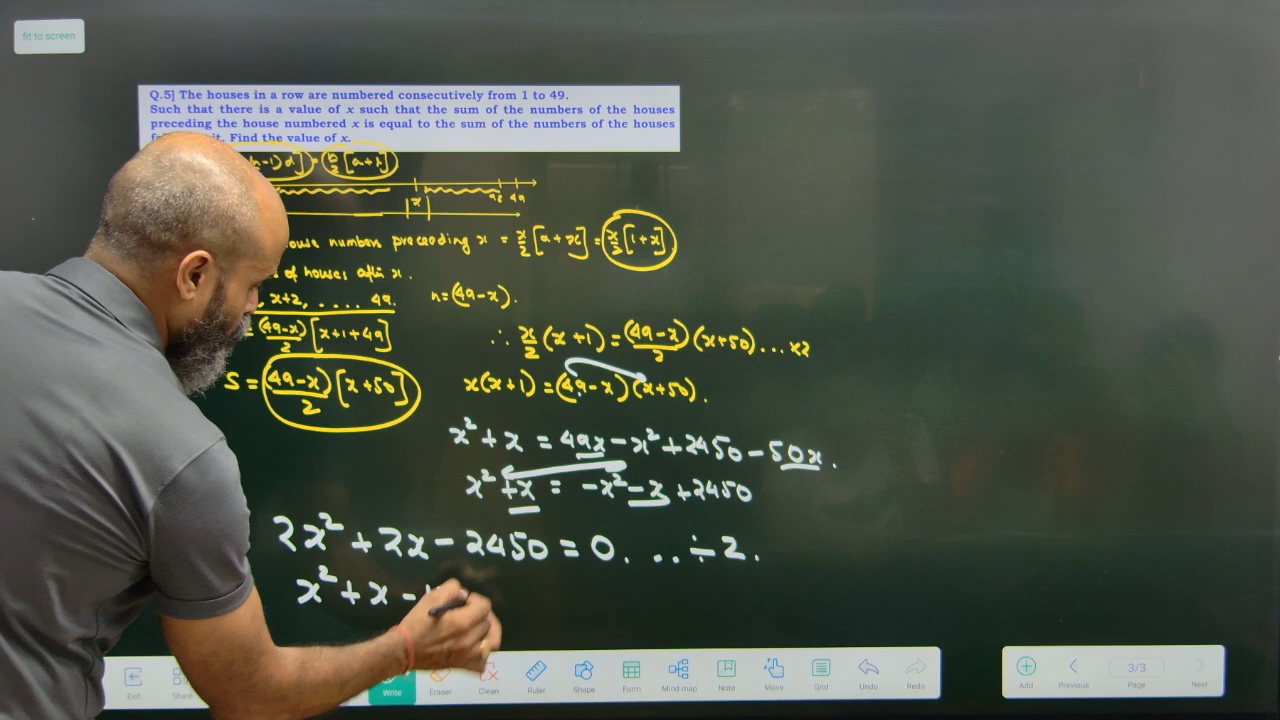 fit to screen
Q.5] The houses in a row are numbered consecutively from 1 to 49.
Such that there is a value of x such that the sum of the numbers of the houses
preceding the house numbered x is equal to the sum of the numbers of the houses
it. Find the value of x.
-1)d] = n/2 [a+l]
x 49
house numbers preceeding x = x/2 [a+x] = x/2 [1+x]
of houses after x.
, x+2, .... 49. n=(49-x).
= (49-x)/2 [x+1+49]
∴ x/2 (x+1) = (49-x)/2 (x+50) ... x2
S = (49-x)/2 [x+50]
x(x+1) = (49-x)(x+50).
x² + x = 49x - x² + 2450 - 50x.
x² + x = -x² - x + 2450
2x² + 2x - 2450 = 0. .. ÷ 2.
x² + x -
Exit Share Write Eraser Clean Ruler Shape Form Mind map Note Move Grid Undo Redo
Add Previous 3/3 Page Next